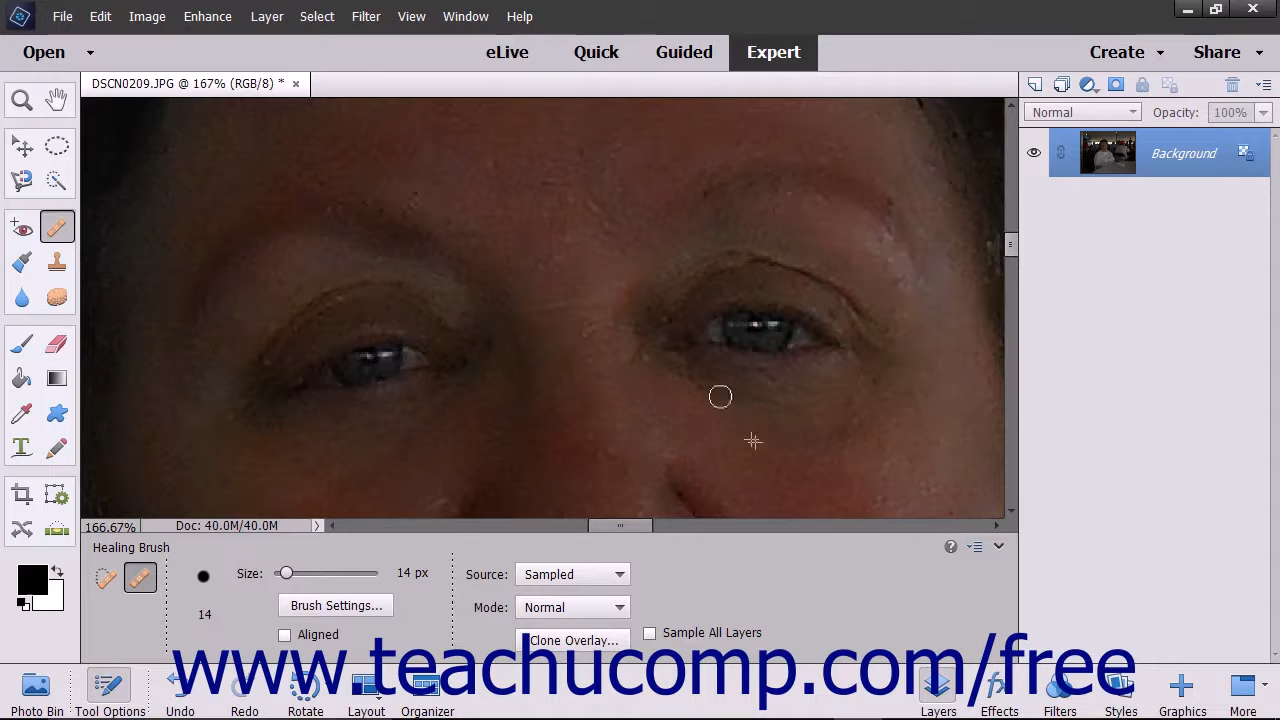 File Edit Image Enhance Layer Select Filter View Window Help
Open eLive Quick Guided Expert Create Share
DSCN0209.JPG @ 167% (RGB/8) *
Normal Opacity: 100%
Background
166.67% Doc: 40.0M/40.0M
Healing Brush
Size: 14 px Source: Sampled
14 Brush Settings... Mode: Normal
Aligned Clone Overlay... Sample All Layers
www.teachucomp.com/free
Photo Bin Tool Options Undo Redo Rotate Layout Organizer Layers Effects Filters Styles Graphics More